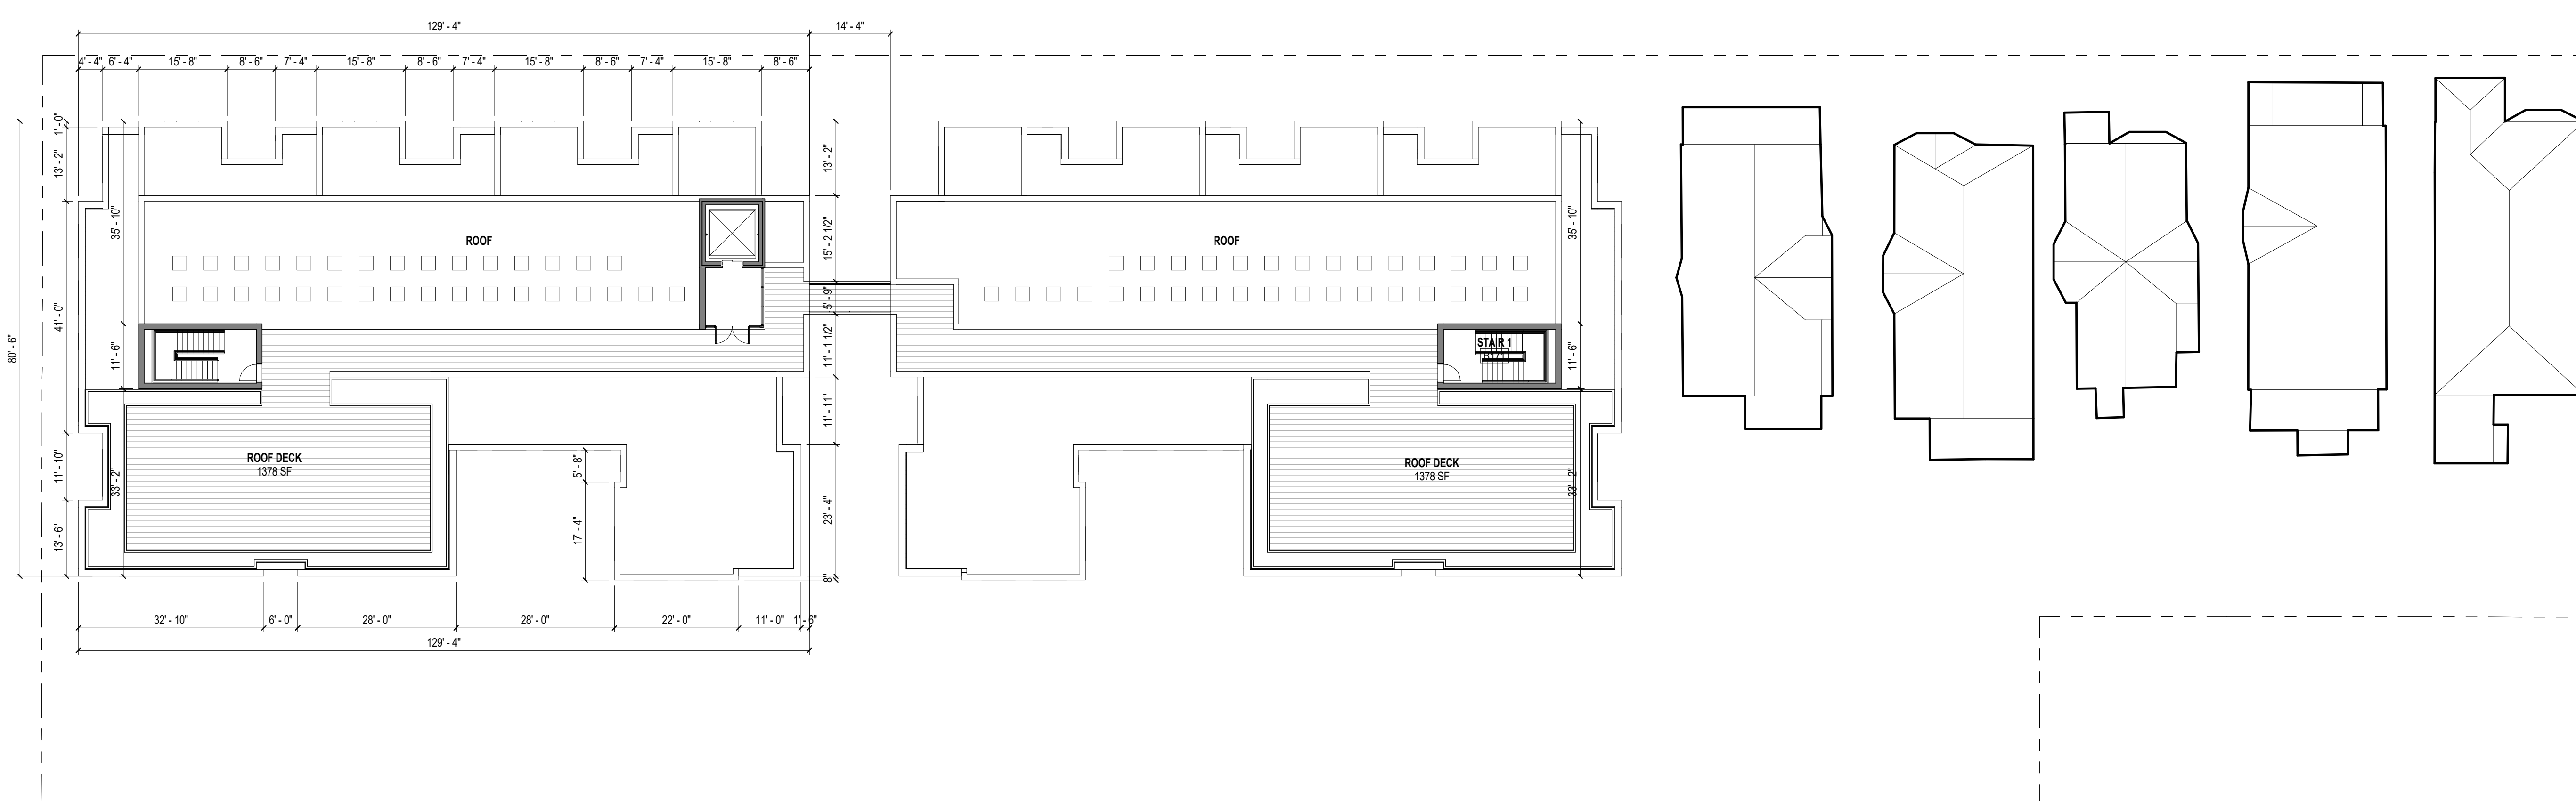 129' - 4"
14' - 4"
4' - 4"
6' - 4"
15' - 8"
8' - 6"
7' - 4"
15' - 8"
8' - 6"
7' - 4"
15' - 8"
8' - 6"
7' - 4"
15' - 8"
8' - 6"
1' - 0"
13' - 2"
41' - 0"
11' - 10"
13' - 6"
80' - 6"
35' - 10"
11' - 6"
33' - 2"
ROOF
ROOF
13' - 2"
15' - 2 1/2"
5' - 9"
11' - 1 1/2"
11' - 11"
23' - 4"
8"
35' - 10"
11' - 6"
33' - 2"
STAIR 1
ROOF DECK
1378 SF
5' - 8"
17' - 4"
ROOF DECK
1378 SF
32' - 10"
6' - 0"
28' - 0"
28' - 0"
22' - 0"
11' - 0"
1' - 6"
129' - 4"